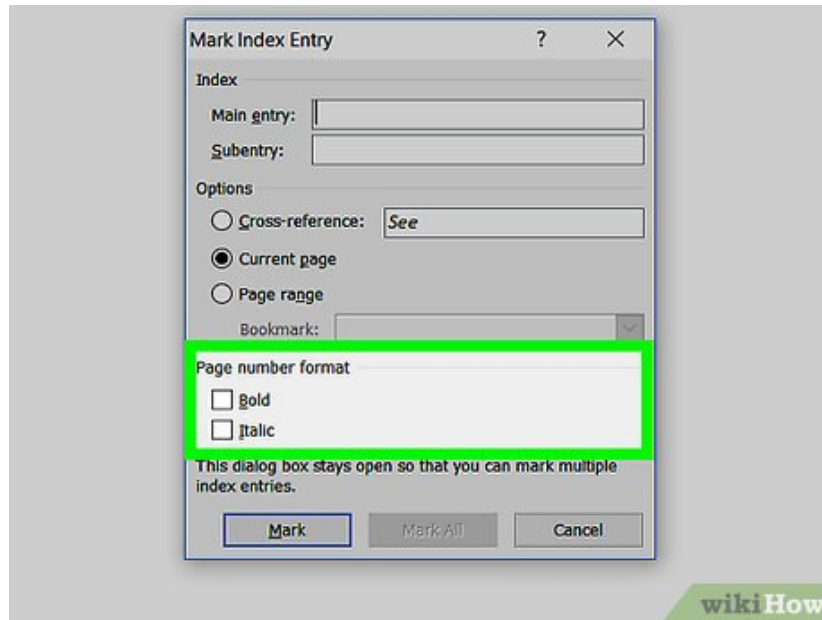 Mark Index Entry ? ×
Index
Main entry:
Subentry:
Options
Cross-reference: See
Current page
Page range
Bookmark:
Page number format
Bold
Italic
This dialog box stays open so that you can mark multiple
index entries.
Mark Mark All Cancel
wikiHow